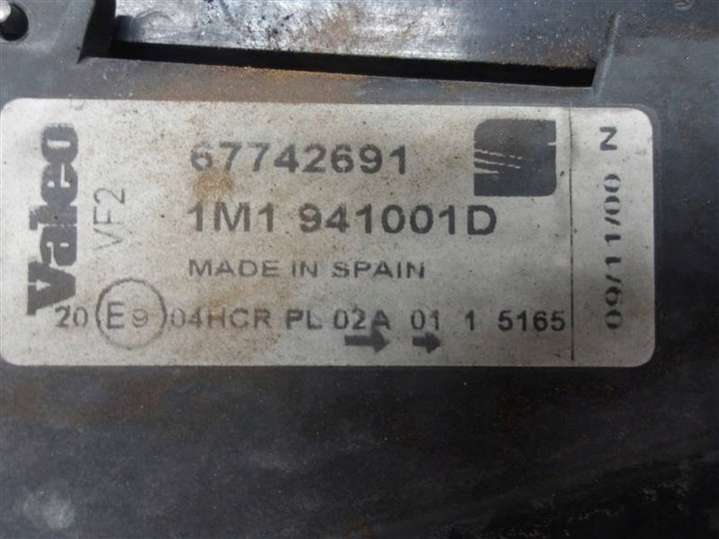 Valeo
VF2
67742691
1M1 941001D
MADE IN SPAIN
20 E9 04HCR PL 02A 01 1 5165
09/11/00 N